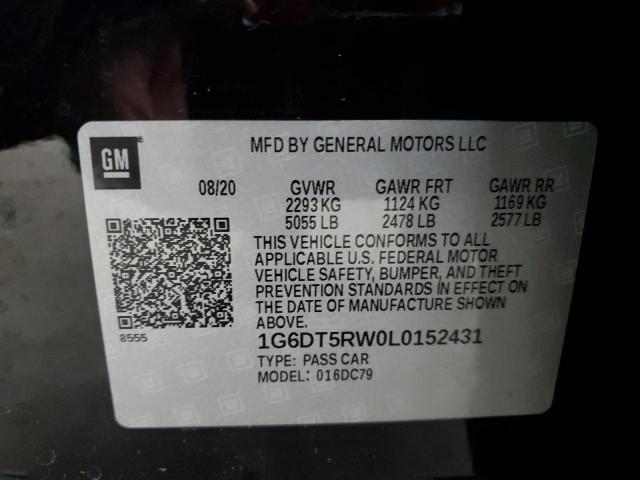 GM
MFD BY GENERAL MOTORS LLC
08/20 GVWR GAWR FRT GAWR RR
2293 KG 1124 KG 1169 KG
5055 LB 2478 LB 2577 LB
THIS VEHICLE CONFORMS TO ALL
APPLICABLE U.S. FEDERAL MOTOR
VEHICLE SAFETY, BUMPER, AND THEFT
PREVENTION STANDARDS IN EFFECT ON
THE DATE OF MANUFACTURE SHOWN
ABOVE.
8555
1G6DT5RW0L0152431
TYPE: PASS CAR
MODEL: 016DC79